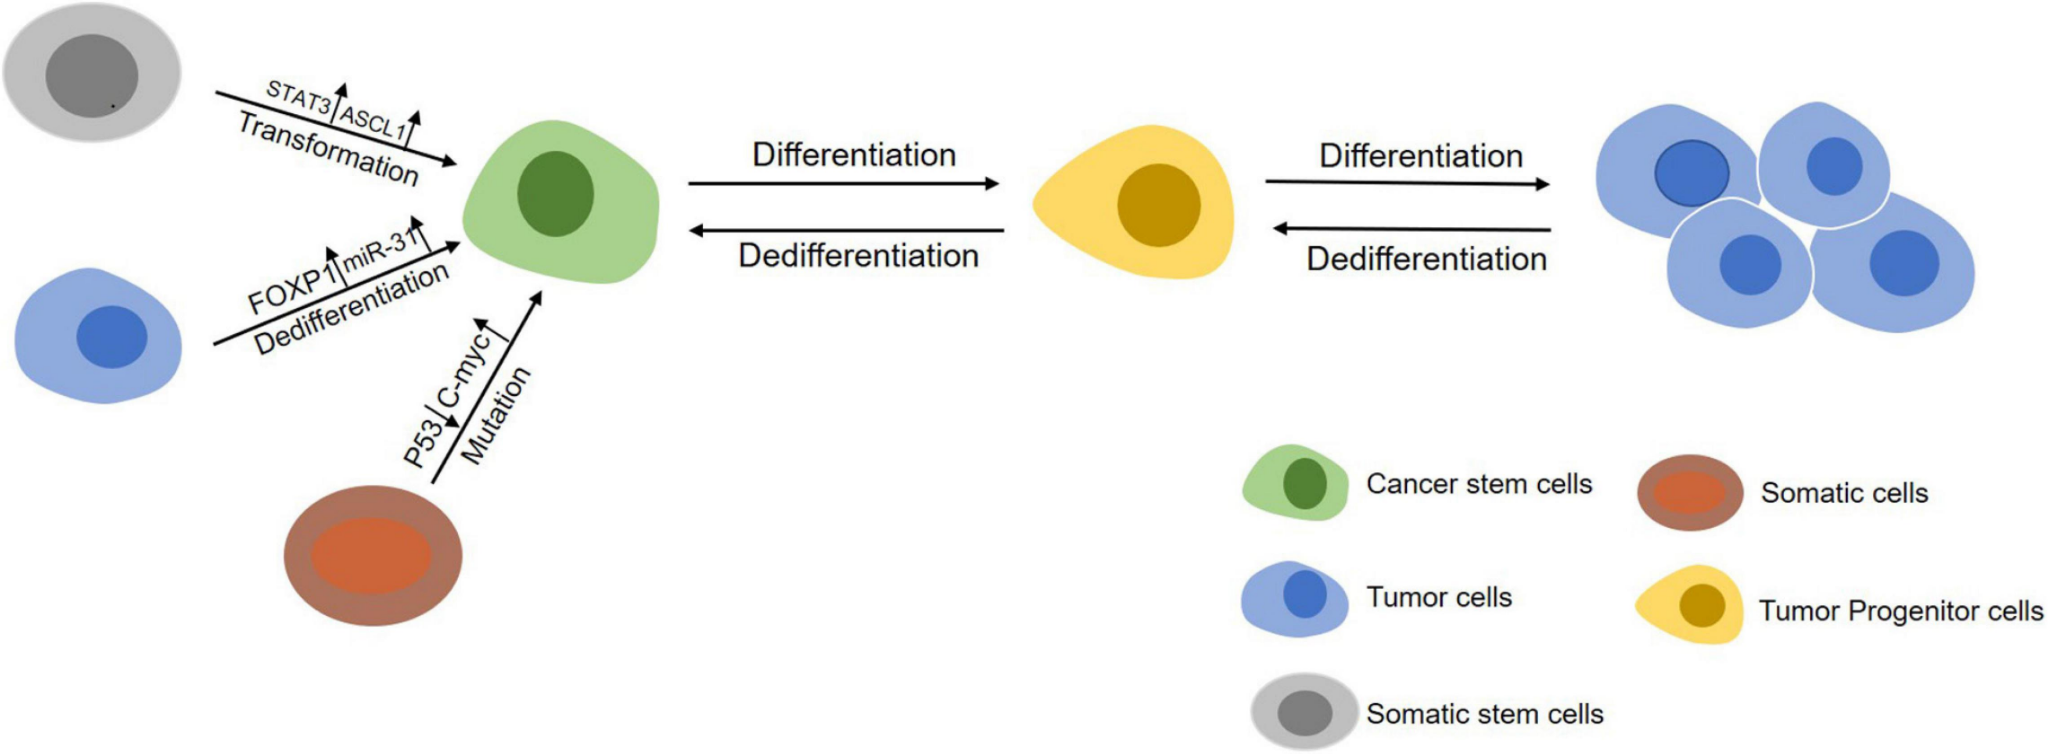 STAT3 ASCL1
Transformation
FOXP1 miR-31
Dedifferentiation
P53 C-myc
Mutation
Differentiation
Dedifferentiation
Differentiation
Dedifferentiation
Cancer stem cells
Somatic cells
Tumor cells
Tumor Progenitor cells
Somatic stem cells